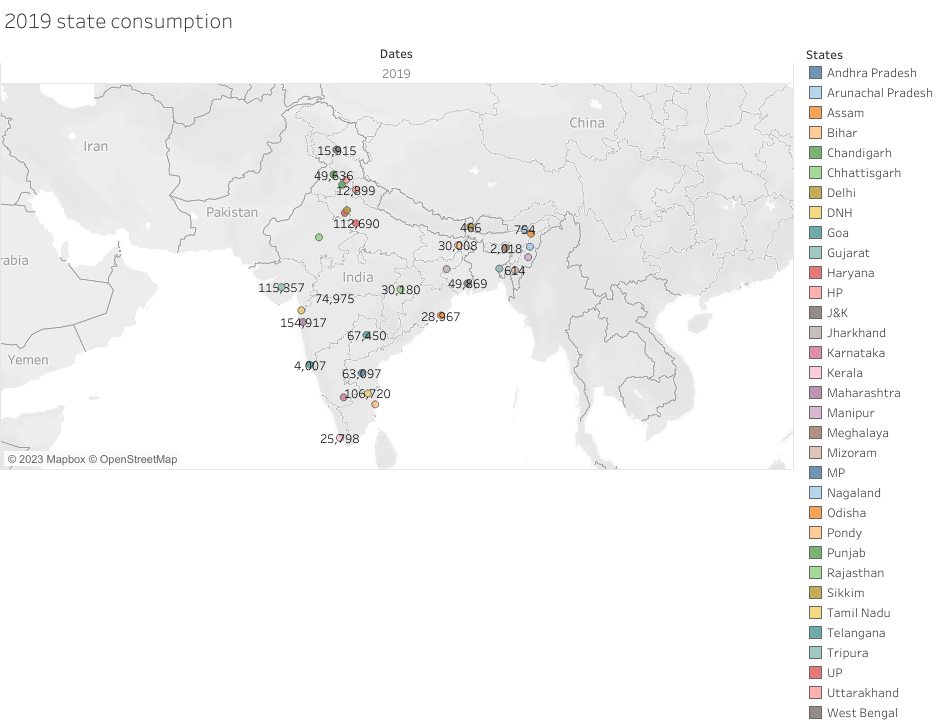 2019 state consumption
Dates
2019
States
Iran
China
Pakistan
rabia
India
Yemen
15,915
49,636
12,899
112,690
466
754
30,008
2,018
614
115,357
74,975
30,180
49,869
154,917
28,967
67,450
4,007
63,097
106,720
25,798
© 2023 Mapbox © OpenStreetMap
Andhra Pradesh
Arunachal Pradesh
Assam
Bihar
Chandigarh
Chhattisgarh
Delhi
DNH
Goa
Gujarat
Haryana
HP
J&K
Jharkhand
Karnataka
Kerala
Maharashtra
Manipur
Meghalaya
Mizoram
MP
Nagaland
Odisha
Pondy
Punjab
Rajasthan
Sikkim
Tamil Nadu
Telangana
Tripura
UP
Uttarakhand
West Bengal